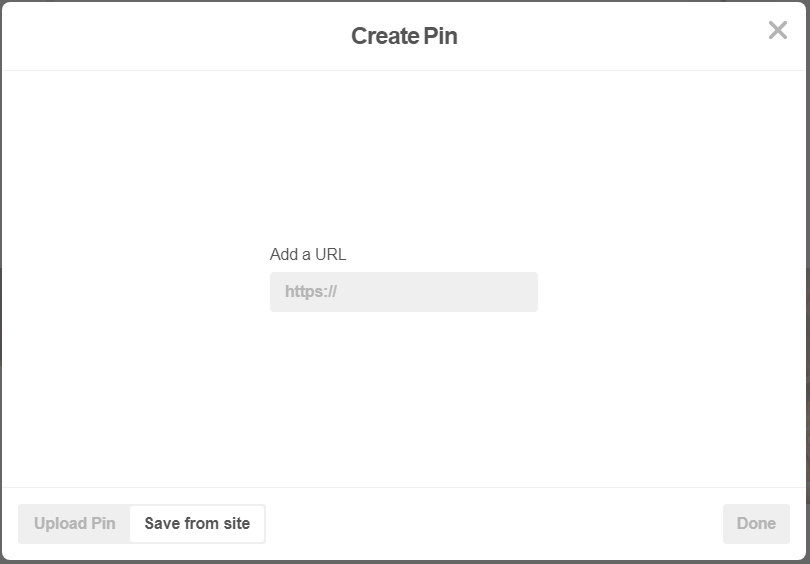 Create Pin
Add a URL
https://
Upload Pin
Save from site
Done